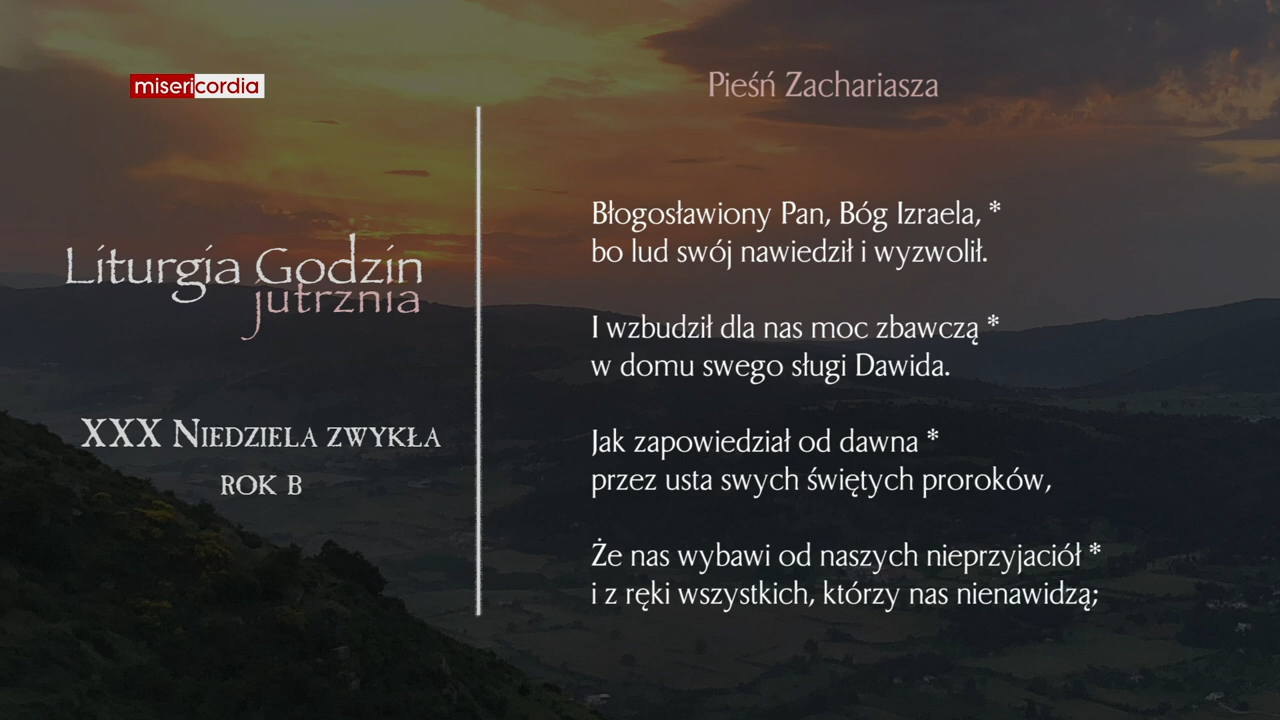 misericordia
Liturgia Godzin
jutrznia
XXX Niedziela zwykła
rok B
Pieśń Zachariasza
Błogosławiony Pan, Bóg Izraela, *
bo lud swój nawiedził i wyzwolił.
I wzbudził dla nas moc zbawczą *
w domu swego sługi Dawida.
Jak zapowiedział od dawna *
przez usta swych świętych proroków,
Że nas wybawi od naszych nieprzyjaciół *
i z ręki wszystkich, którzy nas nienawidzą;